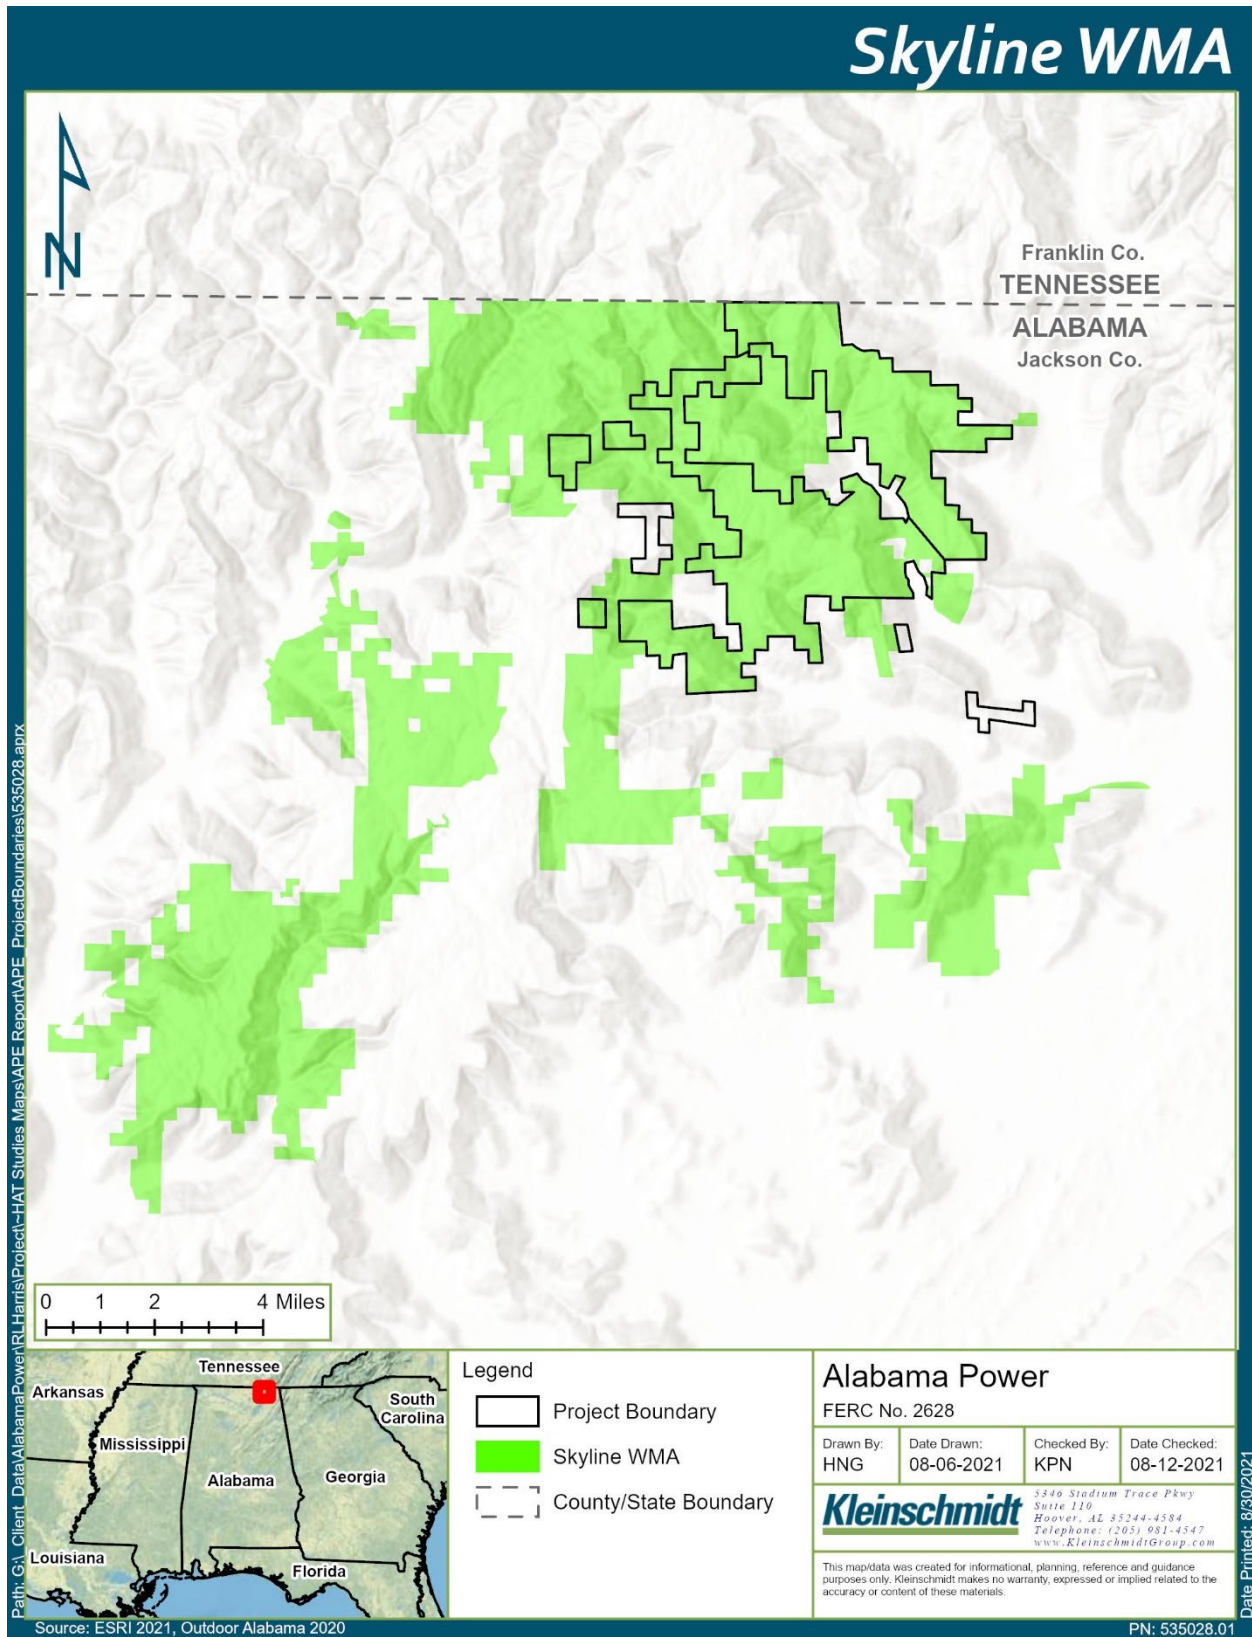 Skyline WMA
N
Franklin Co.
TENNESSEE
ALABAMA
Jackson Co.
0 1 2 4 Miles
Tennessee
Arkansas
South
Carolina
Mississippi
Alabama
Georgia
Louisiana
Florida
Legend
Project Boundary
Skyline WMA
County/State Boundary
Alabama Power
FERC No. 2628
Drawn By:
HNG
Date Drawn:
08-06-2021
Checked By:
KPN
Date Checked:
08-12-2021
Kleinschmidt
5346 Stadium Trace Pkwy
Suite 110
Hoover, AL 35244-4584
Telephone: (205) 981-4547
www.KleinschmidtGroup.com
This map/data was created for informational, planning, reference and guidance
purposes only. Kleinschmidt makes no warranty, expressed or implied related to the
accuracy or content of these materials.
Path: G:\_Client_Data\AlabamaPower\RLHarris\Project\~HAT Studies Maps\APE Report\APE_ProjectBoundaries\535028.aprx
Date Printed: 8/30/2021
Source: ESRI 2021, Outdoor Alabama 2020
PN: 535028.01